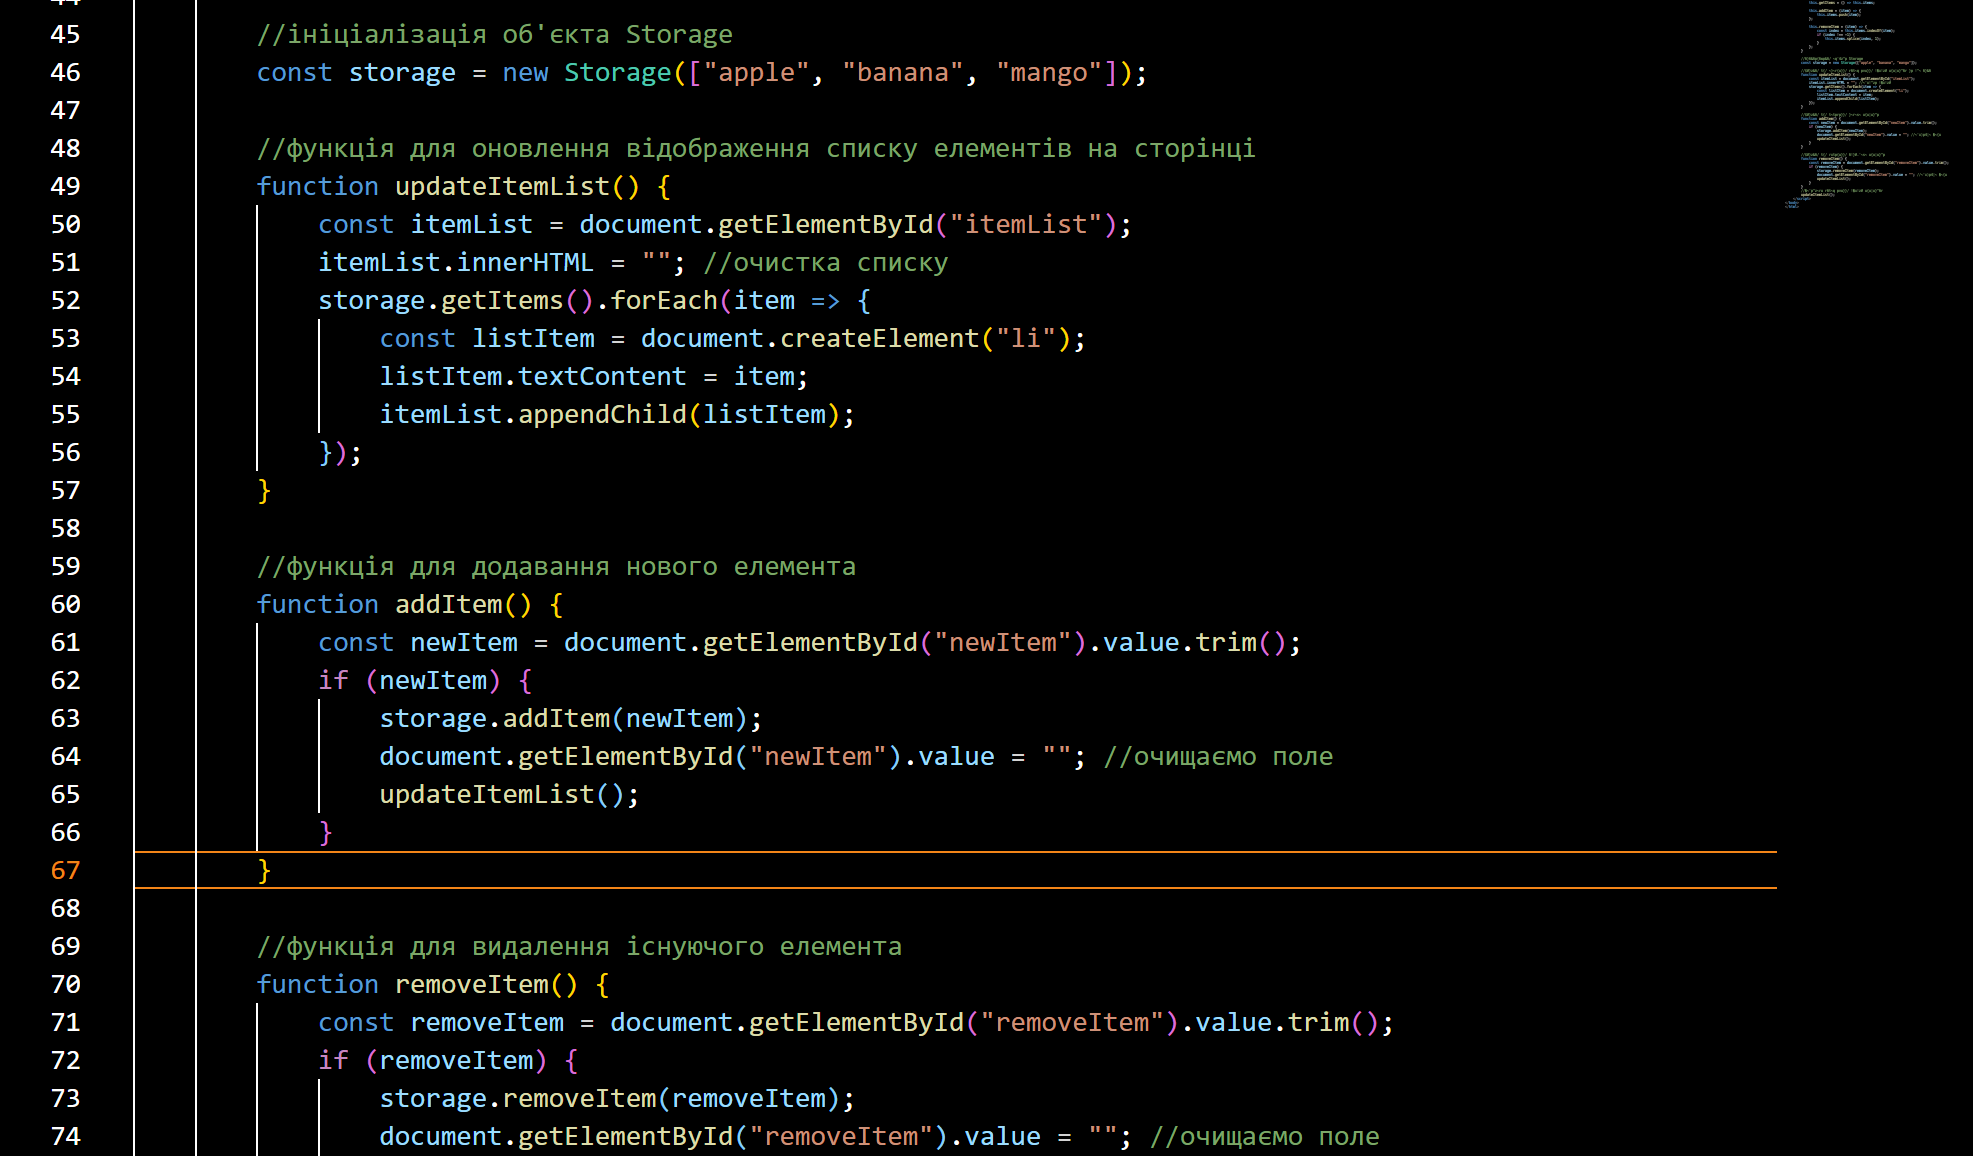 45 //ініціалізація об'єкта Storage
46 const storage = new Storage(["apple", "banana", "mango"]);
47
48 //функція для оновлення відображення списку елементів на сторінці
49 function updateItemList() {
50 const itemList = document.getElementById("itemList");
51 itemList.innerHTML = ""; //очистка списку
52 storage.getItems().forEach(item => {
53 const listItem = document.createElement("li");
54 listItem.textContent = item;
55 itemList.appendChild(listItem);
56 });
57 }
58
59 //функція для додавання нового елемента
60 function addItem() {
61 const newItem = document.getElementById("newItem").value.trim();
62 if (newItem) {
63 storage.addItem(newItem);
64 document.getElementById("newItem").value = ""; //очищаємо поле
65 updateItemList();
66 }
67 }
68
69 //функція для видалення існуючого елемента
70 function removeItem() {
71 const removeItem = document.getElementById("removeItem").value.trim();
72 if (removeItem) {
73 storage.removeItem(removeItem);
74 document.getElementById("removeItem").value = ""; //очищаємо поле